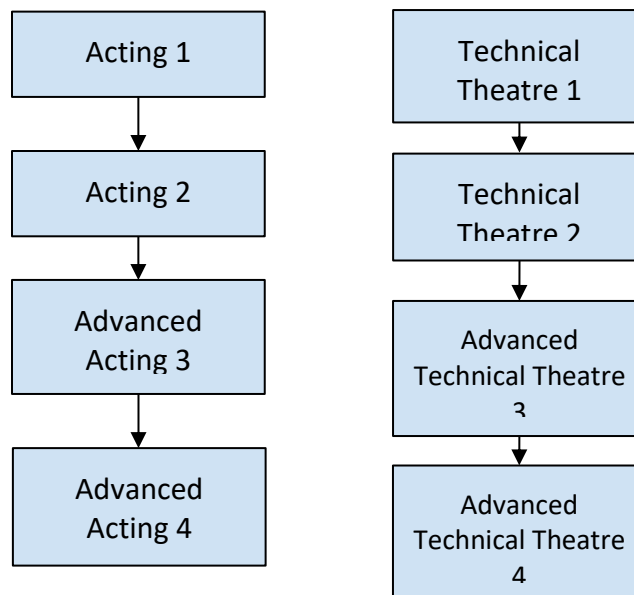 Acting 1
Acting 2
Advanced
Acting 3
Advanced
Acting 4
Technical
Theatre 1
Technical
Theatre 2
Advanced
Technical Theatre
3
Advanced
Technical Theatre
4